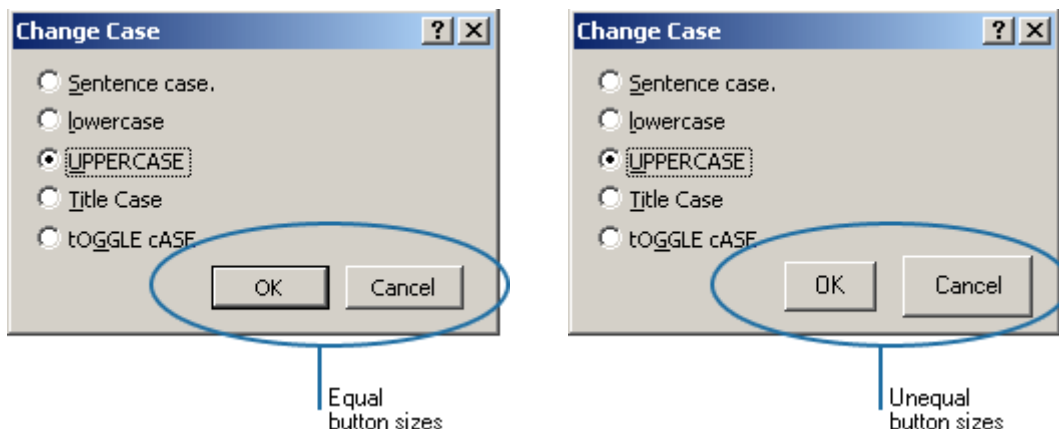 Change Case ? X
Sentence case.
lowercase
UPPERCASE
Title Case
tOGGLE cASE
OK Cancel
Equal
button sizes
Change Case ? X
Sentence case.
lowercase
UPPERCASE
Title Case
tOGGLE cASE
OK Cancel
Unequal
button sizes